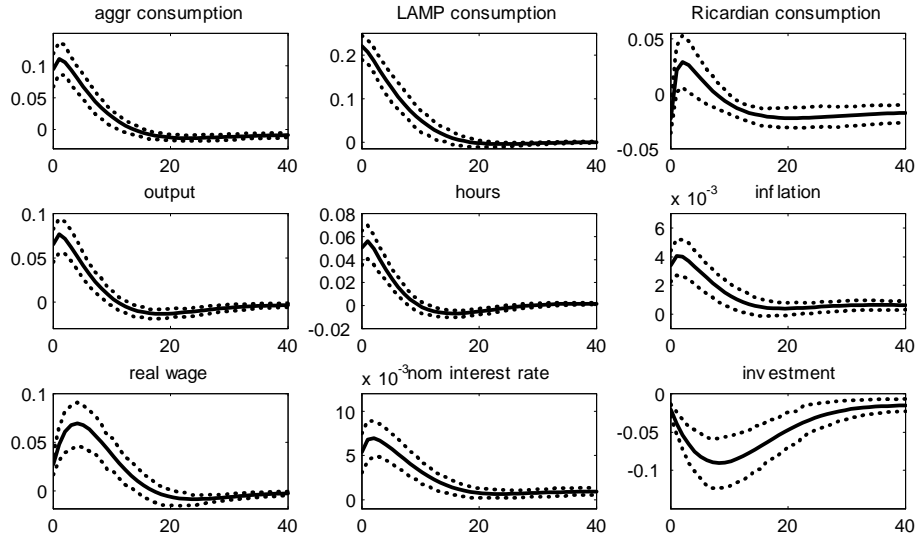 aggr consumption
LAMP consumption
Ricardian consumption
0.1
0.05
0
0 20 40
0.2
0.1
0
0 20 40
0.05
0
-0.05
0 20 40
output
hours
inflation
0.1
0.05
0
0 20 40
0.08
0.06
0.04
0.02
0
-0.02
0 20 40
x 10-3
6
4
2
0
0 20 40
real wage
nom interest rate
investment
0.1
0.05
0
0 20 40
x 10-3
10
5
0
0 20 40
0
-0.05
-0.1
0 20 40